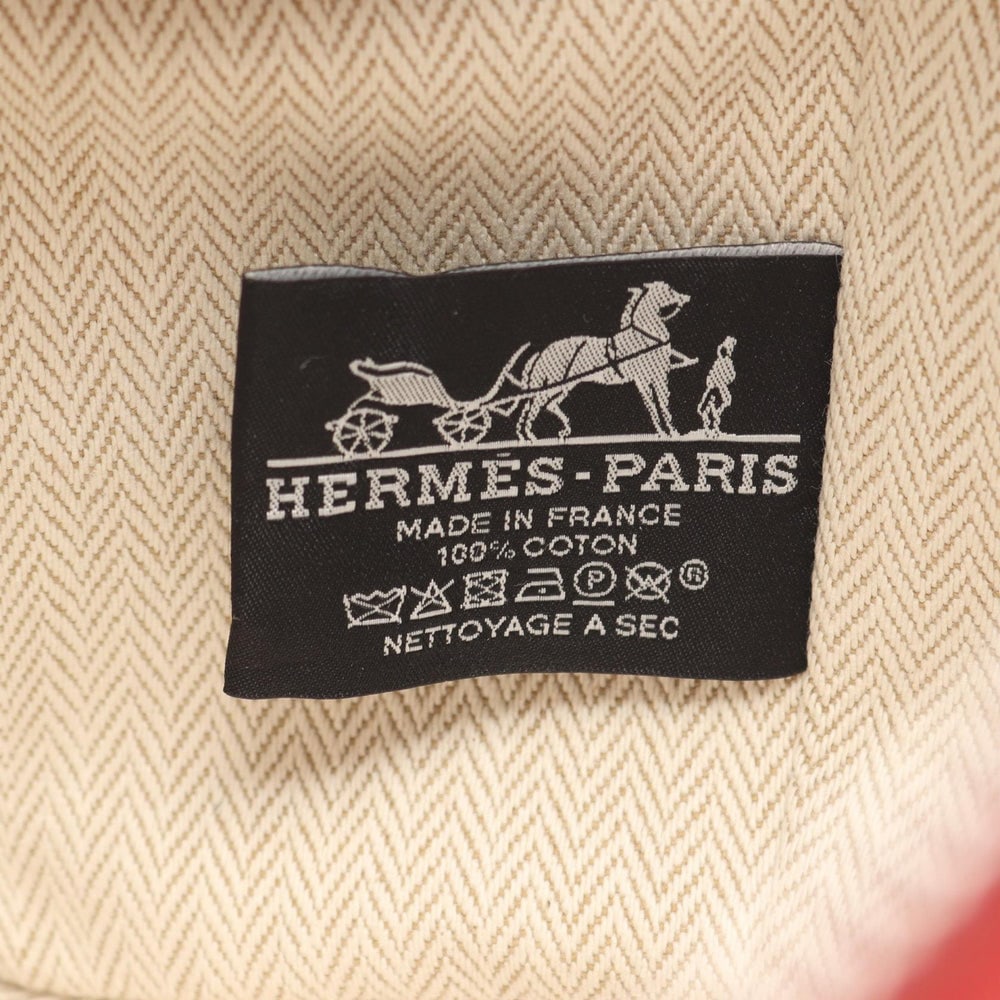 HERMÈS-PARIS
MADE IN FRANCE
100% COTON
P W ®
NETTOYAGE A SEC